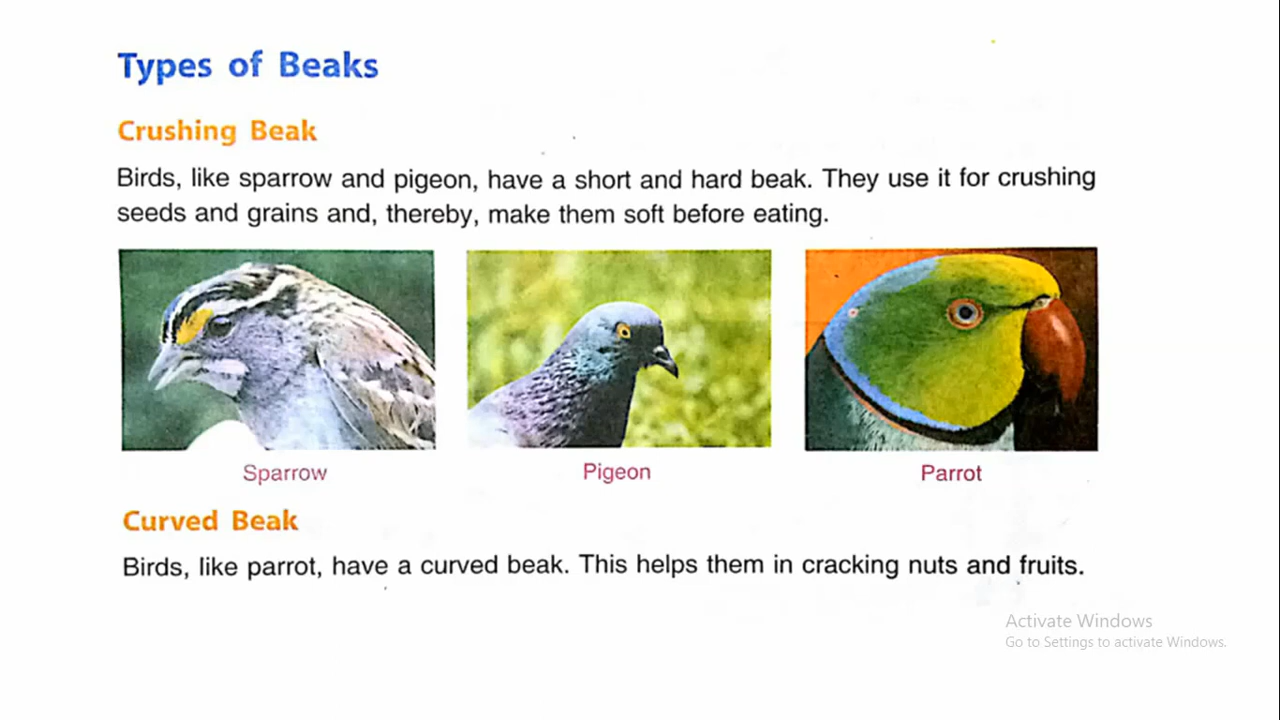 Types of Beaks
Crushing Beak
Birds, like sparrow and pigeon, have a short and hard beak. They use it for crushing
seeds and grains and, thereby, make them soft before eating.
Sparrow
Pigeon
Parrot
Curved Beak
Birds, like parrot, have a curved beak. This helps them in cracking nuts and fruits.
Activate Windows
Go to Settings to activate Windows.